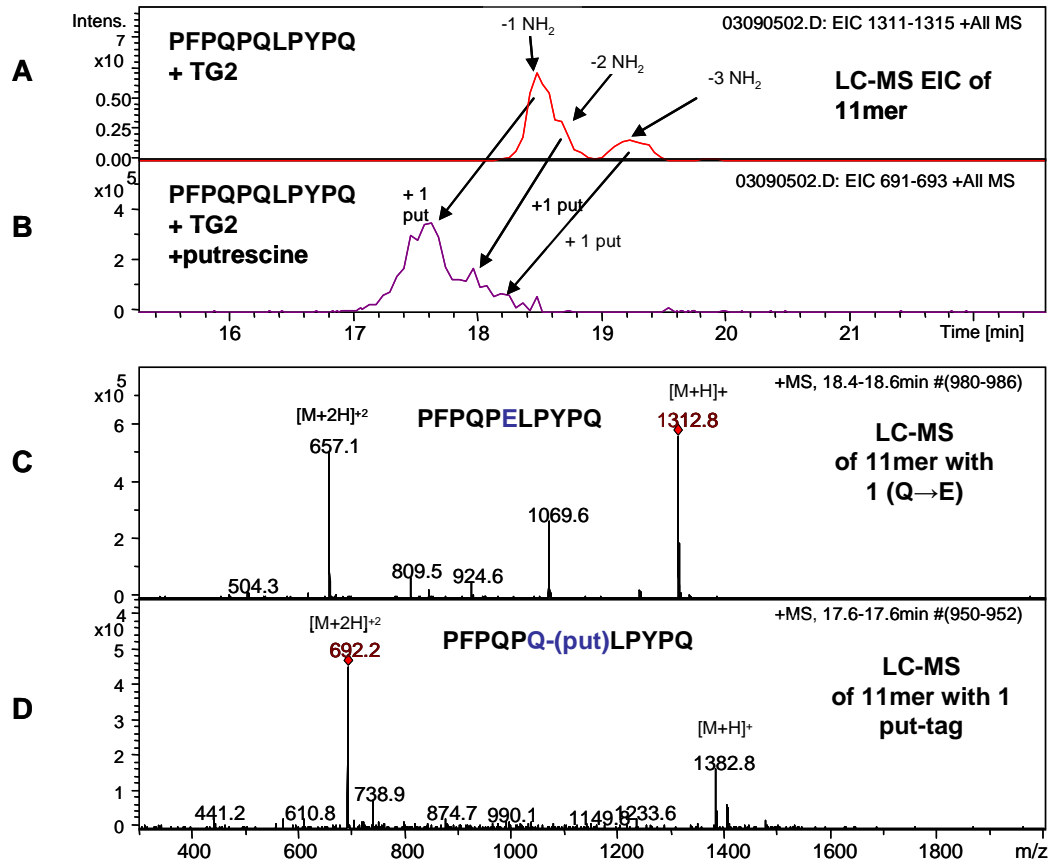 Intens.
7
x10
0.50
0.25
0.00
A
PFPQPQLPYPQ
+ TG2
-1 NH2
-2 NH2
-3 NH2
03090502.D: EIC 1311-1315 +All MS
LC-MS EIC of
11mer
5
x10
4
2
0
B
PFPQPQLPYPQ
+ TG2
+putrescine
+ 1
put
+1 put
+ 1 put
03090502.D: EIC 691-693 +All MS
16 17 18 19 20 21 Time [min]
5
x10
6
4
2
0
C
[M+2H]+2
657.1
PFPQPELPYPQ
[M+H]+
1312.8
504.3
809.5
924.6
1069.6
+MS, 18.4-18.6min #(980-986)
LC-MS
of 11mer with
1 (Q→E)
4
x10
5
4
3
2
1
0
D
[M+2H]+2
692.2
PFPQPQ-(put)LPYPQ
[M+H]+
1382.8
441.2
610.8
738.9
874.7
990.1
1149.8
1233.6
+MS, 17.6-17.6min #(950-952)
LC-MS
of 11mer with 1
put-tag
400 600 800 1000 1200 1400 1600 1800 m/z